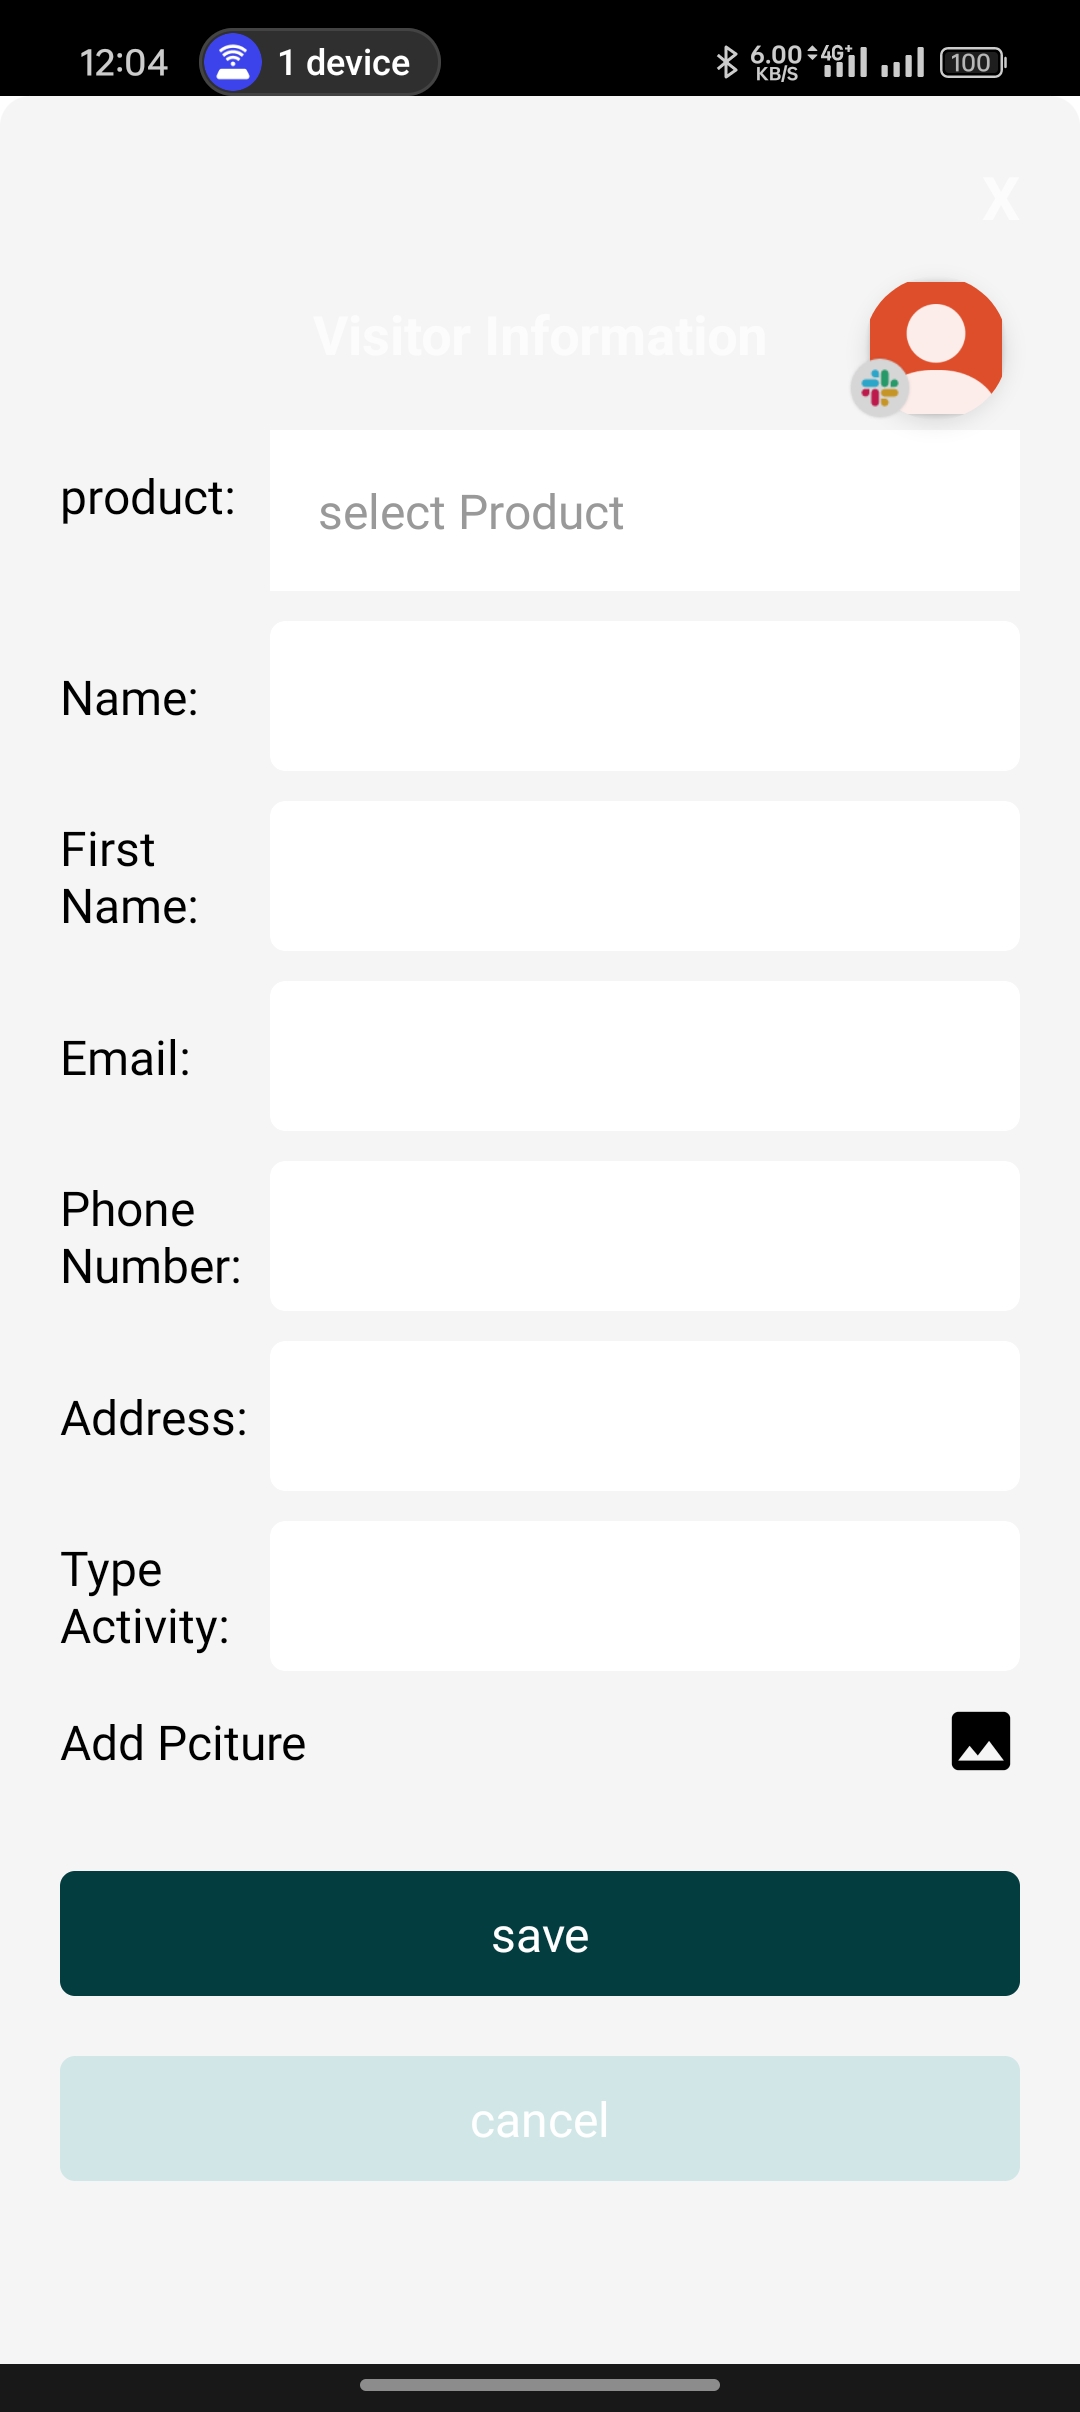 12:04 1 device 6.00 KB/S 4G+ 100
X
Visitor Information
product: select Product
Name:
First
Name:
Email:
Phone
Number:
Address:
Type
Activity:
Add Pciture
save
cancel